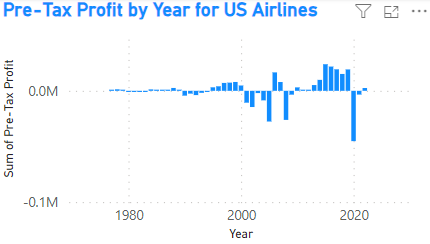 Pre-Tax Profit by Year for US Airlines
Sum of Pre-Tax Profit
0.0M
-0.1M
1980
2000
2020
Year